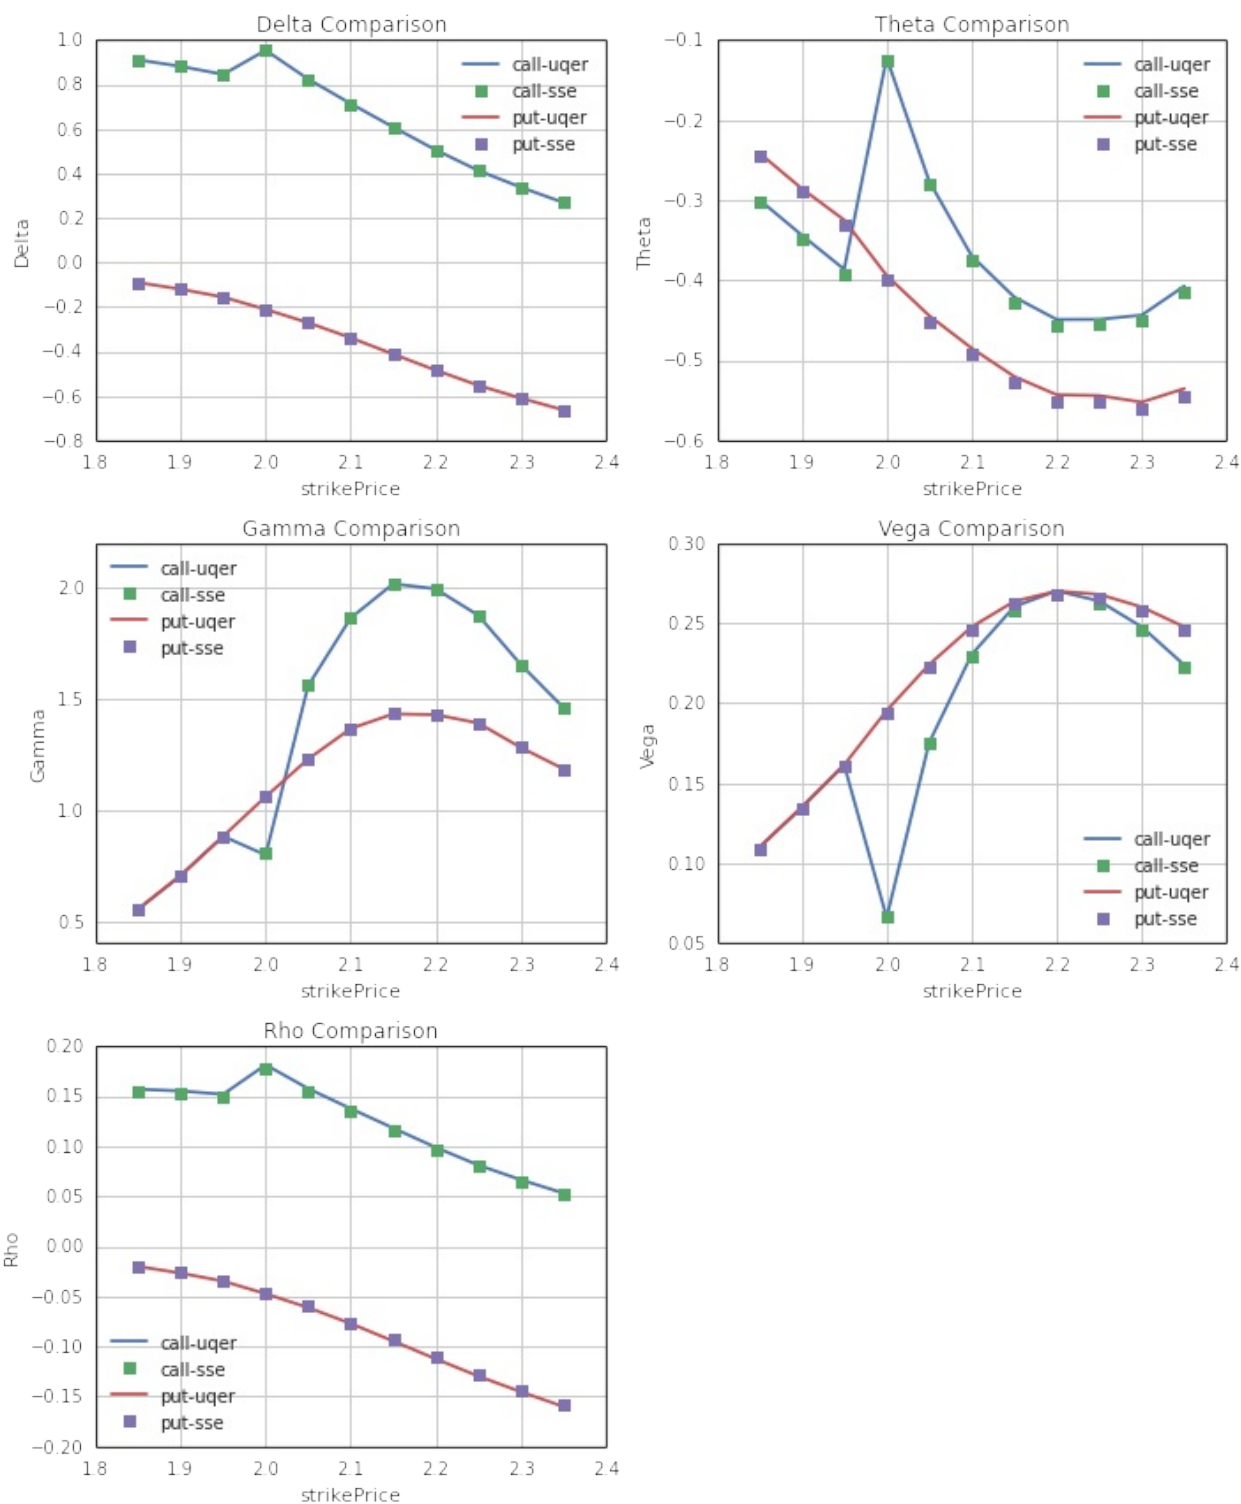 Delta Comparison
1.0
0.8
0.6
0.4
0.2
0.0
−0.2
−0.4
−0.6
−0.8
Delta
call-uqer
call-sse
put-uqer
put-sse
1.8 1.9 2.0 2.1 2.2 2.3 2.4
strikePrice
Theta Comparison
−0.1
−0.2
−0.3
−0.4
−0.5
−0.6
Theta
call-uqer
call-sse
put-uqer
put-sse
1.8 1.9 2.0 2.1 2.2 2.3 2.4
strikePrice
Gamma Comparison
2.0
1.5
1.0
0.5
Gamma
call-uqer
call-sse
put-uqer
put-sse
1.8 1.9 2.0 2.1 2.2 2.3 2.4
strikePrice
Vega Comparison
0.30
0.25
0.20
0.15
0.10
0.05
Vega
call-uqer
call-sse
put-uqer
put-sse
1.8 1.9 2.0 2.1 2.2 2.3 2.4
strikePrice
Rho Comparison
0.20
0.15
0.10
0.05
0.00
−0.05
−0.10
−0.15
−0.20
Rho
call-uqer
call-sse
put-uqer
put-sse
1.8 1.9 2.0 2.1 2.2 2.3 2.4
strikePrice